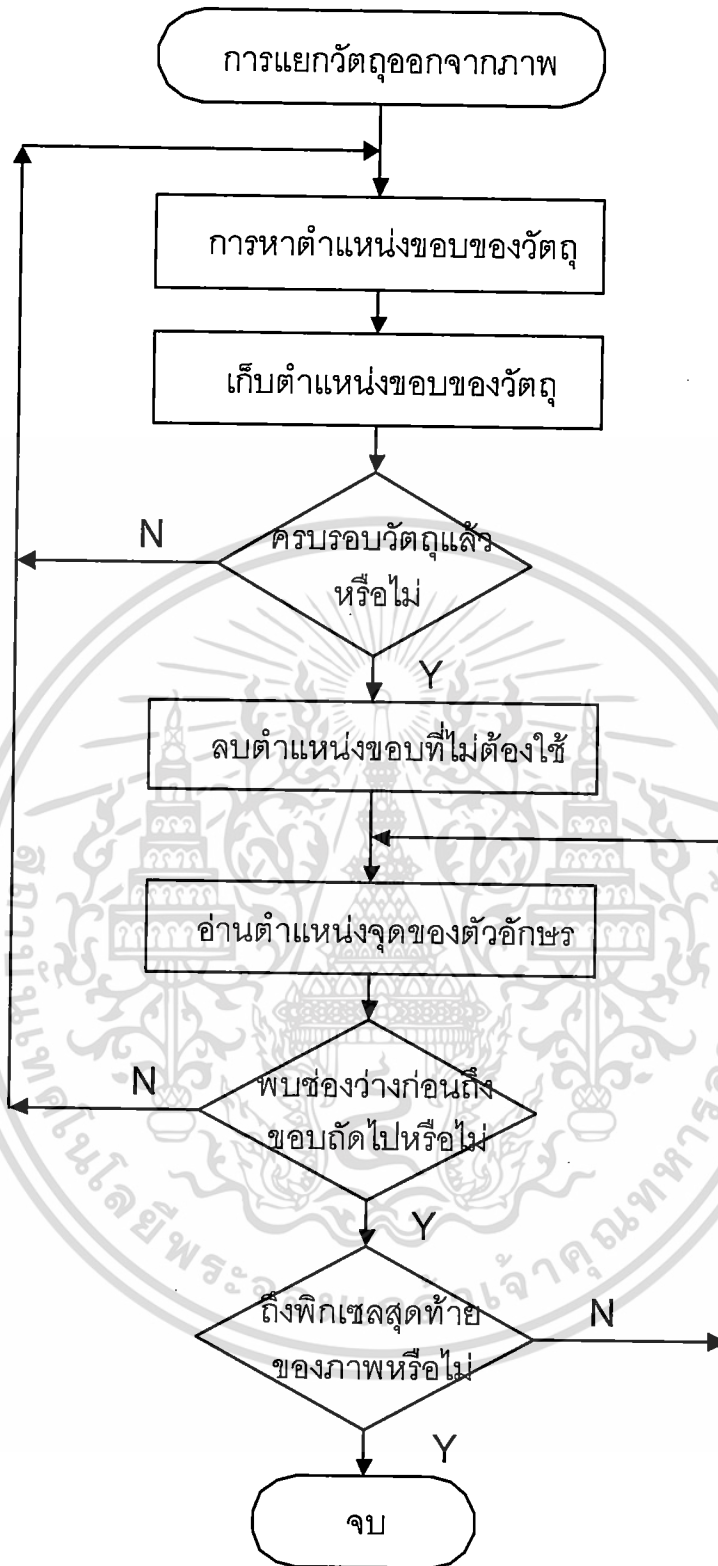 การแยกวัตถุออกจากภาพ
การหาตำแหน่งขอบของวัตถุ
เก็บตำแหน่งขอบของวัตถุ
N
ครบรอบวัตถุแล้ว
หรือไม่
Y
ลบตำแหน่งขอบที่ไม่ต้องใช้
อ่านตำแหน่งจุดของตัวอักษร
N
พบช่องว่างก่อนถึง
ขอบถัดไปหรือไม่
Y
ถึงพิกเซลสุดท้าย
N
ของภาพหรือไม่
Y
จบ